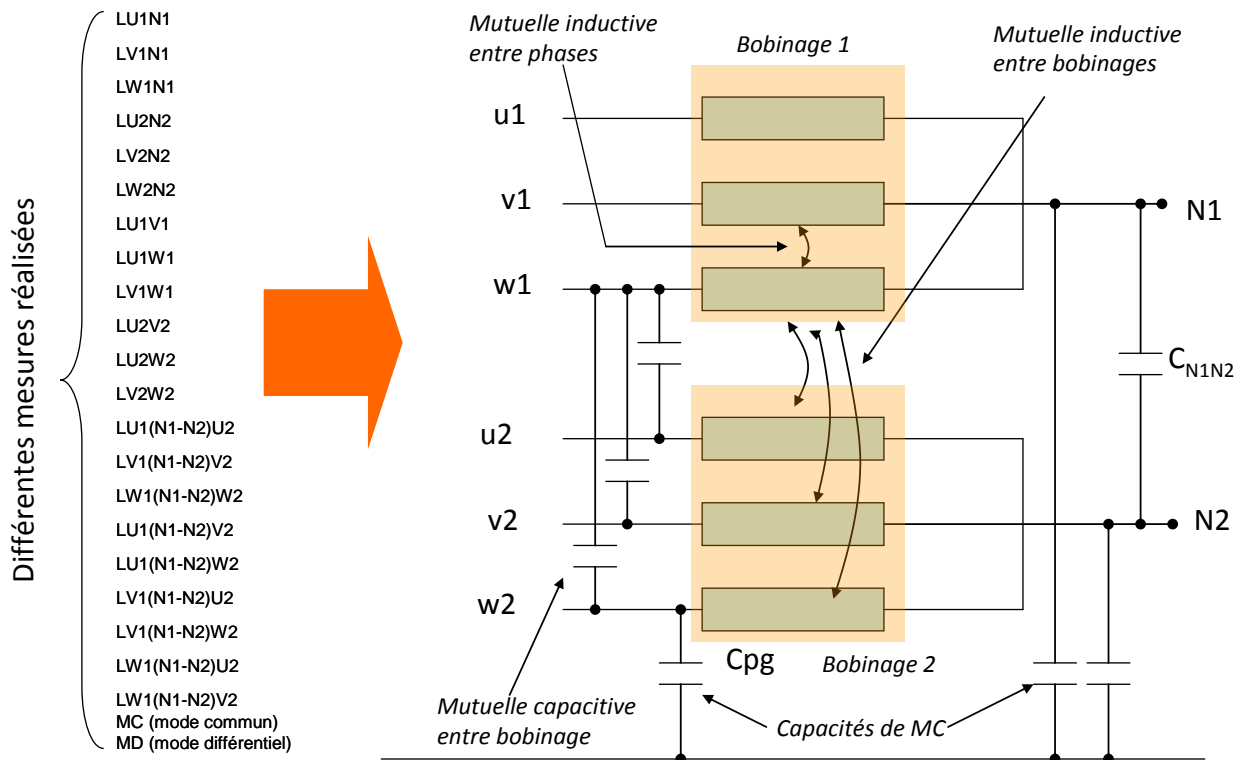 Différentes mesures réalisées
LU1N1
LV1N1
LW1N1
LU2N2
LV2N2
LW2N2
LU1V1
LU1W1
LV1W1
LU2V2
LU2W2
LV2W2
LU1(N1-N2)U2
LV1(N1-N2)V2
LW1(N1-N2)W2
LU1(N1-N2)V2
LU1(N1-N2)W2
LV1(N1-N2)U2
LV1(N1-N2)W2
LW1(N1-N2)U2
LW1(N1-N2)V2
MC (mode commun)
MD (mode différentiel)
Mutuelle inductive
entre phases
Bobinage 1
Mutuelle inductive
entre bobinages
u1
v1
N1
w1
CN1N2
u2
v2
N2
w2
Cpg
Bobinage 2
Mutuelle capacitive
entre bobinage
Capacités de MC